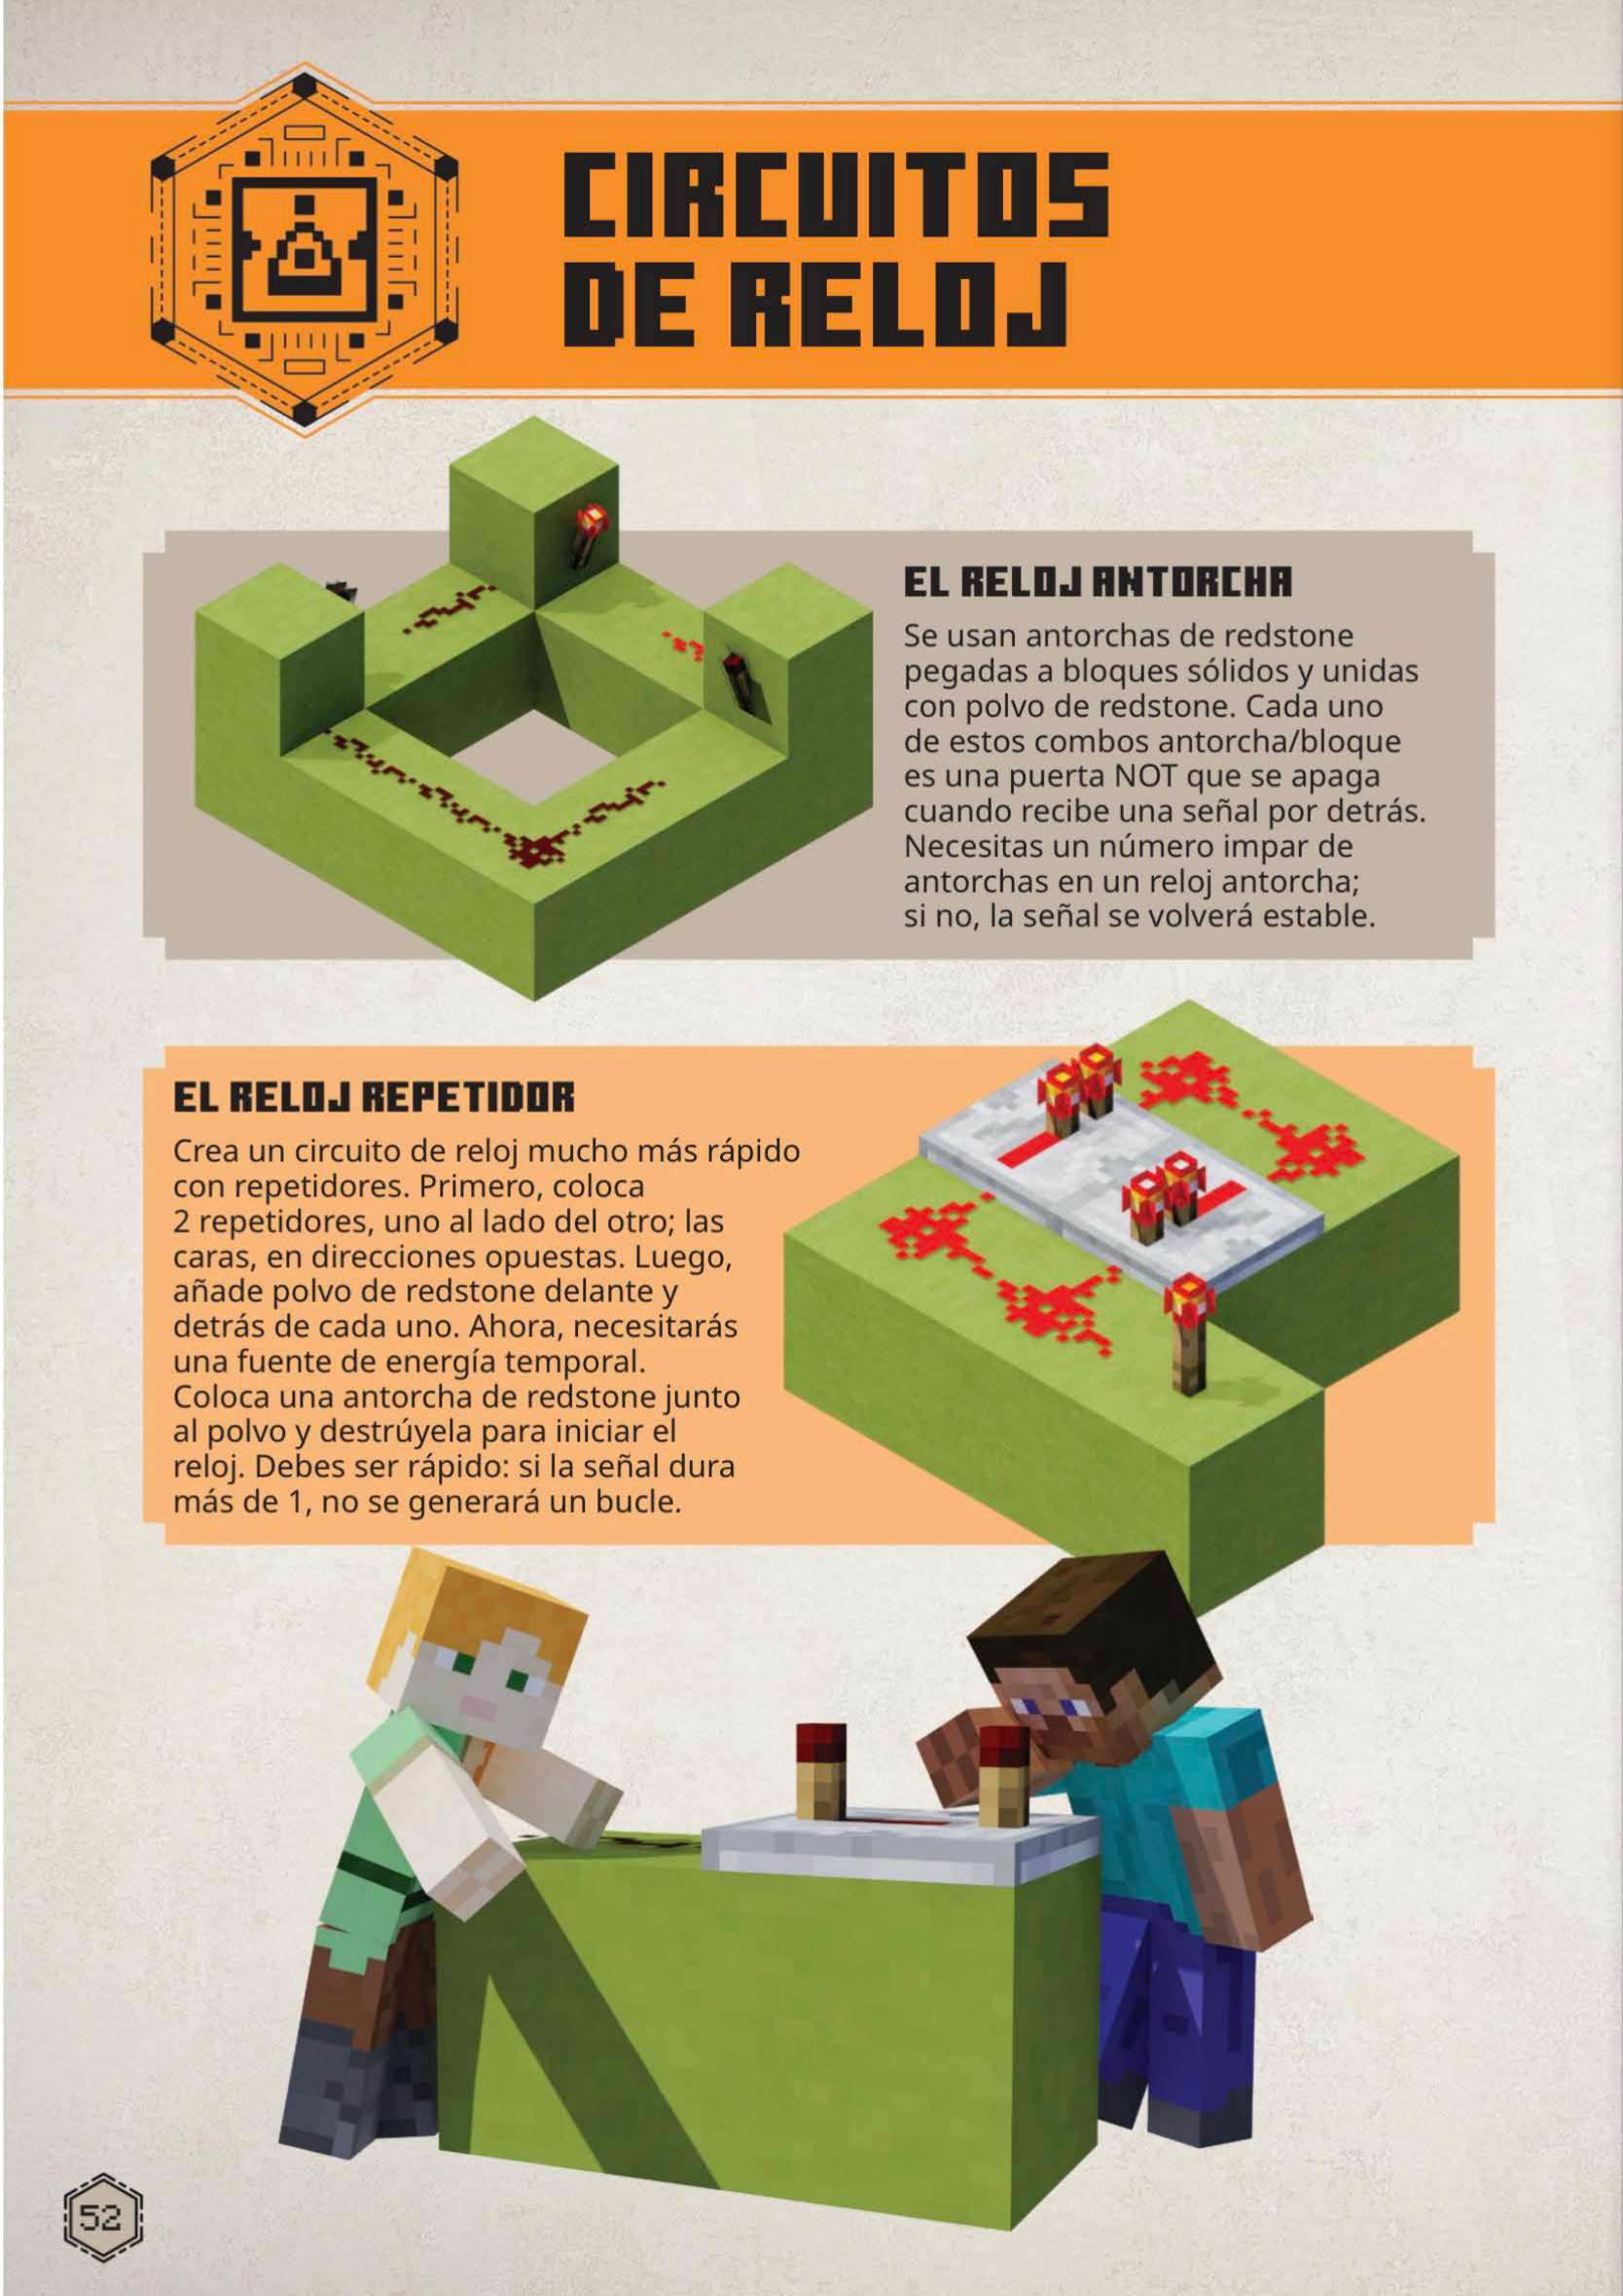 CIRCUITOS
DE RELOJ
EL RELOJ ANTORCHA
Se usan antorchas de redstone
pegadas a bloques sólidos y unidas
con polvo de redstone. Cada uno
de estos combos antorcha/bloque
es una puerta NOT que se apaga
cuando recibe una señal por detrás.
Necesitas un número impar de
antorchas en un reloj antorcha;
si no, la señal se volverá estable.
EL RELOJ REPETIDOR
Crea un circuito de reloj mucho más rápido
con repetidores. Primero, coloca
2 repetidores, uno al lado del otro; las
caras, en direcciones opuestas. Luego,
añade polvo de redstone delante y
detrás de cada uno. Ahora, necesitarás
una fuente de energía temporal.
Coloca una antorcha de redstone junto
al polvo y destrúyela para iniciar el
reloj. Debes ser rápido: si la señal dura
más de 1, no se generará un bucle.
52